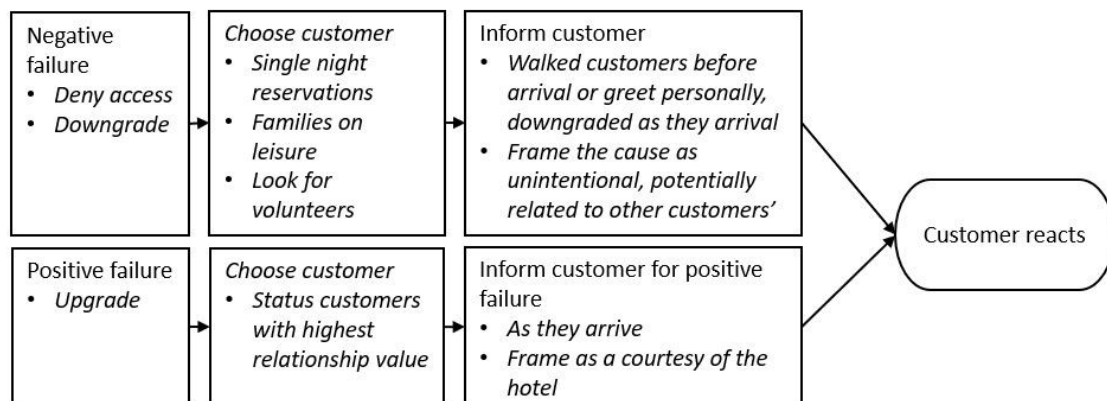 Negative
failure
• Deny access
• Downgrade
Choose customer
• Single night
reservations
• Families on
leisure
• Look for
volunteers
Inform customer
• Walked customers before
arrival or greet personally,
downgraded as they arrival
• Frame the cause as
unintentional, potentially
related to other customers’
Positive failure
• Upgrade
Choose customer
• Status customers
with highest
relationship value
Inform customer for positive
failure
• As they arrive
• Frame as a courtesy of the
hotel
Customer reacts